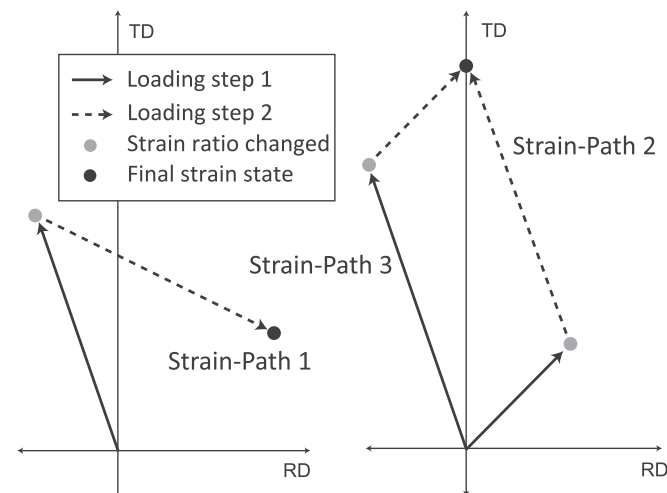 TD
Loading step 1
Loading step 2
Strain ratio changed
Final strain state
Strain-Path 1
RD
TD
Strain-Path 2
Strain-Path 3
RD